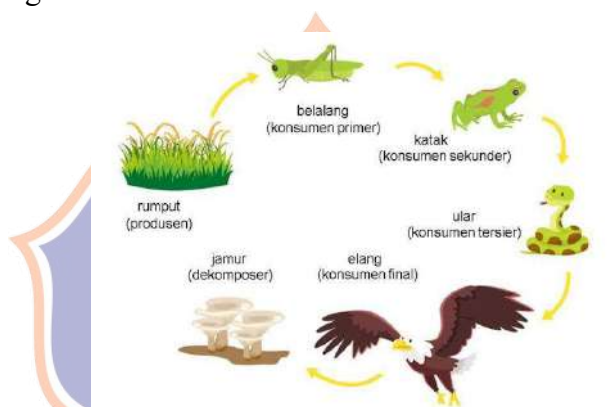 belalang
(konsumen primer)
katak
(konsumen sekunder)
rumput
(produsen)
ular
(konsumen tersier)
jamur
(dekomposer)
elang
(konsumen final)